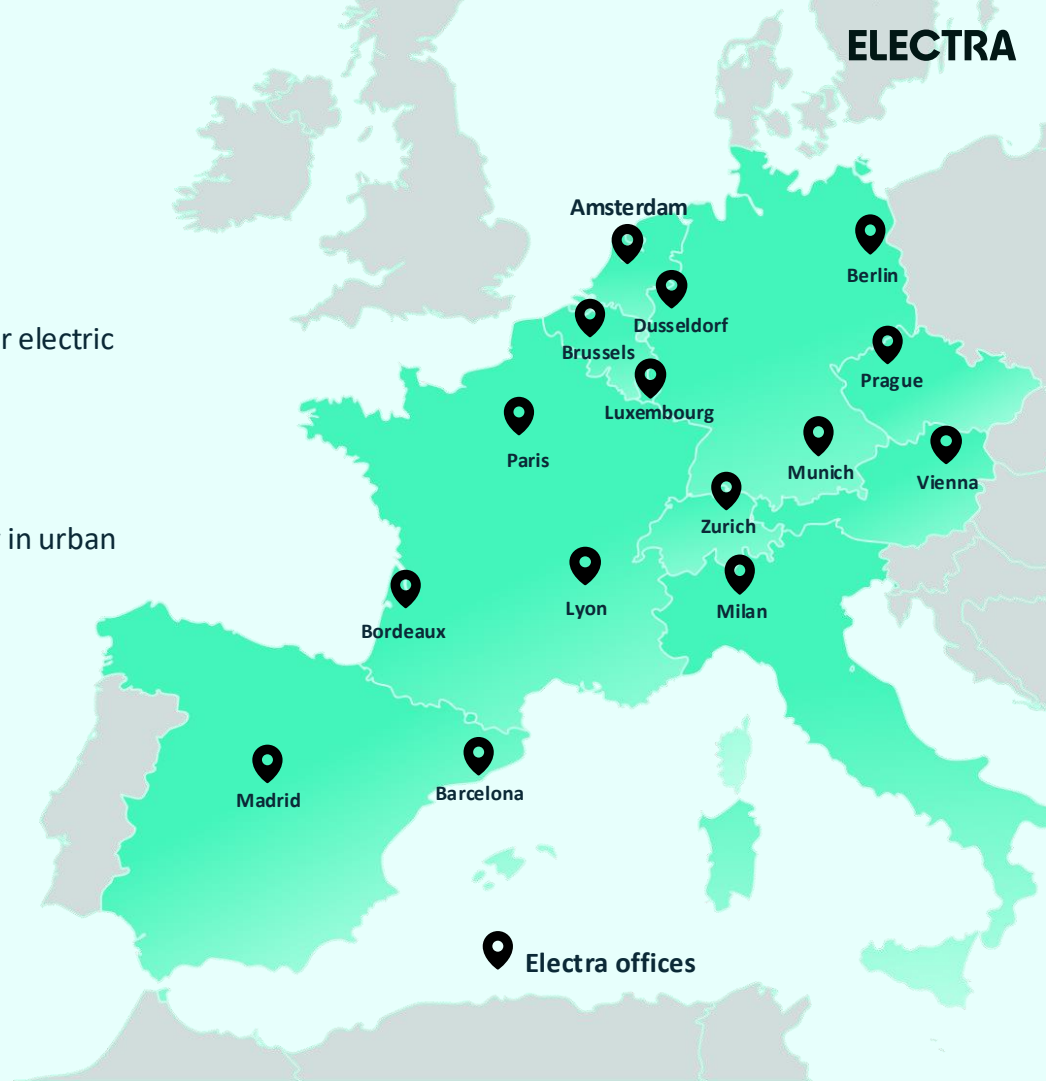 ELECTRA
Amsterdam
Berlin
Dusseldorf
r electric
Brussels
Prague
Luxembourg
Paris
Munich
Vienna
Zurich
in urban
Lyon
Milan
Bordeaux
Madrid
Barcelona
Electra offices